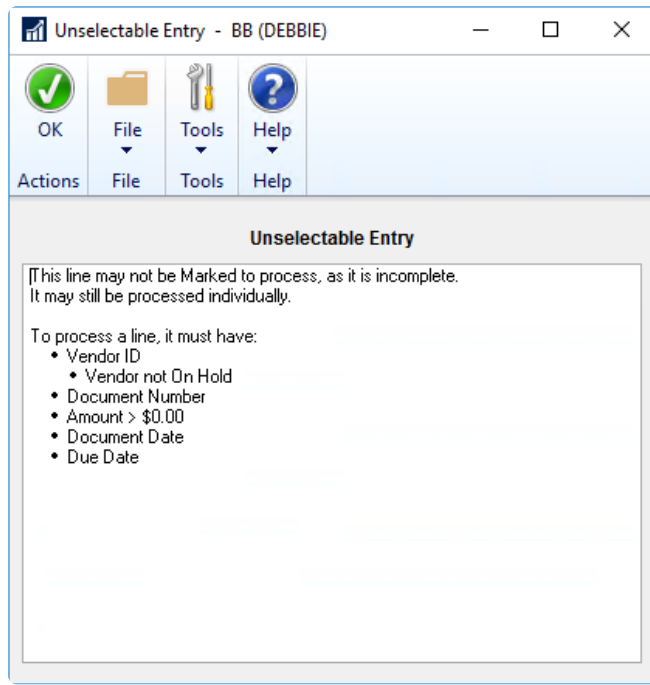 Unselectable Entry - BB (DEBBIE)
OK File Tools Help
Actions File Tools Help
Unselectable Entry
This line may not be Marked to process, as it is incomplete.
It may still be processed individually.
To process a line, it must have:
• Vendor ID
• Vendor not On Hold
• Document Number
• Amount > $0.00
• Document Date
• Due Date